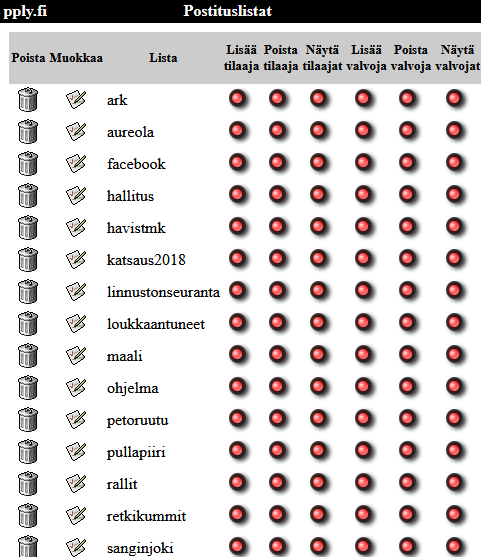 pply.fi Postituslistat
Poista Muokkaa Lista Lisää tilaaja Poista tilaaja Näytä tilaajat Lisää valvoja Poista valvoja Näytä valvojat
ark
aureola
facebook
hallitus
havistmk
katsaus2018
linnustonseuranta
loukkaantuneet
maali
ohjelma
petoruutu
pullapiiri
rallit
retkikummit
sanginjoki